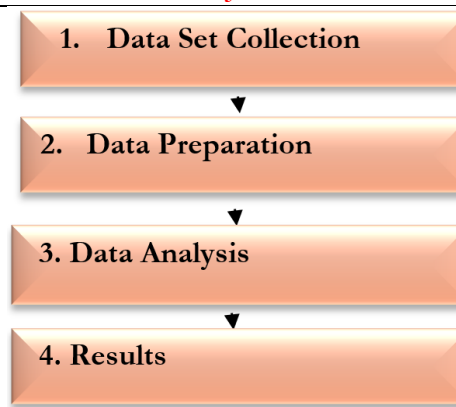 1. Data Set Collection
2. Data Preparation
3. Data Analysis
4. Results